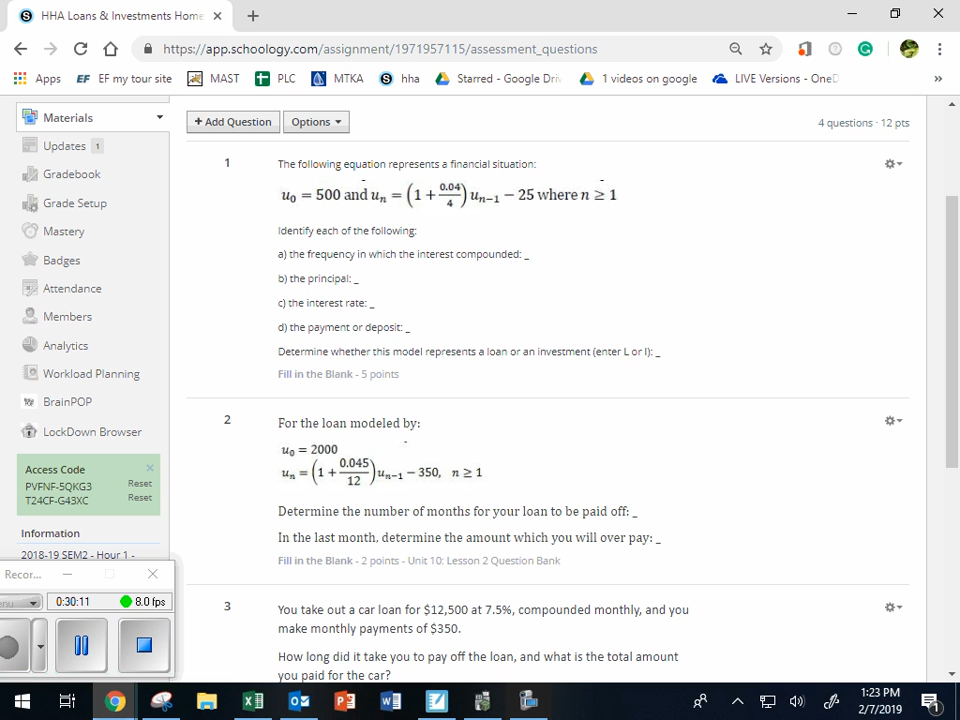 HHA Loans & Investments Home
https://app.schoology.com/assignment/1971957115/assessment_questions
Apps EF EF my tour site MAST PLC MTKA hha Starred - Google Driv 1 videos on google LIVE Versions - OneD »
Materials
Updates 1
Gradebook
Grade Setup
Mastery
Badges
Attendance
Members
Analytics
Workload Planning
BrainPOP
LockDown Browser
Access Code
PVFNF-5QKG3 Reset
T24CF-G43XC Reset
Information
2018-19 SEM2 - Hour 1 -
+ Add Question Options 4 questions · 12 pts
1 The following equation represents a financial situation:
u₀ = 500 and uₙ = (1 + 0.04/4) uₙ₋₁ − 25 where n ≥ 1
Identify each of the following:
a) the frequency in which the interest compounded: _
b) the principal: _
c) the interest rate: _
d) the payment or deposit: _
Determine whether this model represents a loan or an investment (enter L or I): _
Fill in the Blank - 5 points
2 For the loan modeled by:
u₀ = 2000
uₙ = (1 + 0.045/12) uₙ₋₁ − 350, n ≥ 1
Determine the number of months for your loan to be paid off: _
In the last month, determine the amount which you will over pay: _
Fill in the Blank - 2 points - Unit 10: Lesson 2 Question Bank
3 You take out a car loan for $12,500 at 7.5%, compounded monthly, and you
make monthly payments of $350.
How long did it take you to pay off the loan, and what is the total amount
you paid for the car?
Recor...
enu 0:30:11 8.0 fps
1:23 PM
2/7/2019
1